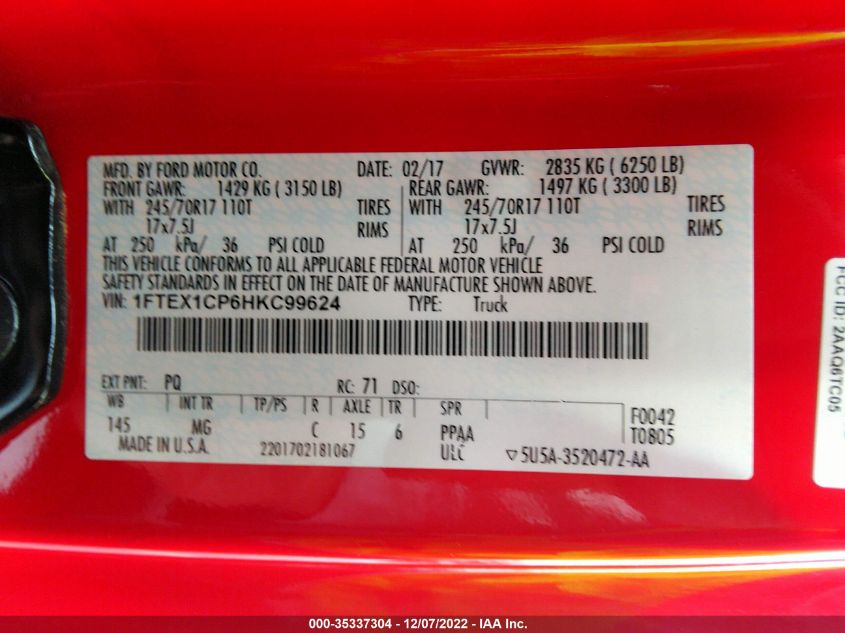 MFD. BY FORD MOTOR CO. DATE: 02/17 GVWR: 2835 KG ( 6250 LB)
FRONT GAWR: 1429 KG ( 3150 LB) REAR GAWR: 1497 KG ( 3300 LB)
WITH 245/70R17 110T TIRES WITH 245/70R17 110T TIRES
17x7.5J RIMS 17x7.5J RIMS
AT 250 kPa/ 36 PSI COLD AT 250 kPa/ 36 PSI COLD
THIS VEHICLE CONFORMS TO ALL APPLICABLE FEDERAL MOTOR VEHICLE
SAFETY STANDARDS IN EFFECT ON THE DATE OF MANUFACTURE SHOWN ABOVE.
VIN: 1FTEX1CP6HKC99624 TYPE: Truck
EXT PNT: PQ RC: 71 DSO:
WB INT TR TP/PS R AXLE TR SPR F0042
145 MG C 15 6 PPAA T0805
MADE IN U.S.A. 2201702181067 ULC ▽5U5A-3520472-AA
FCC ID: 2AAQ6TC05
000-35337304 - 12/07/2022 - IAA Inc.